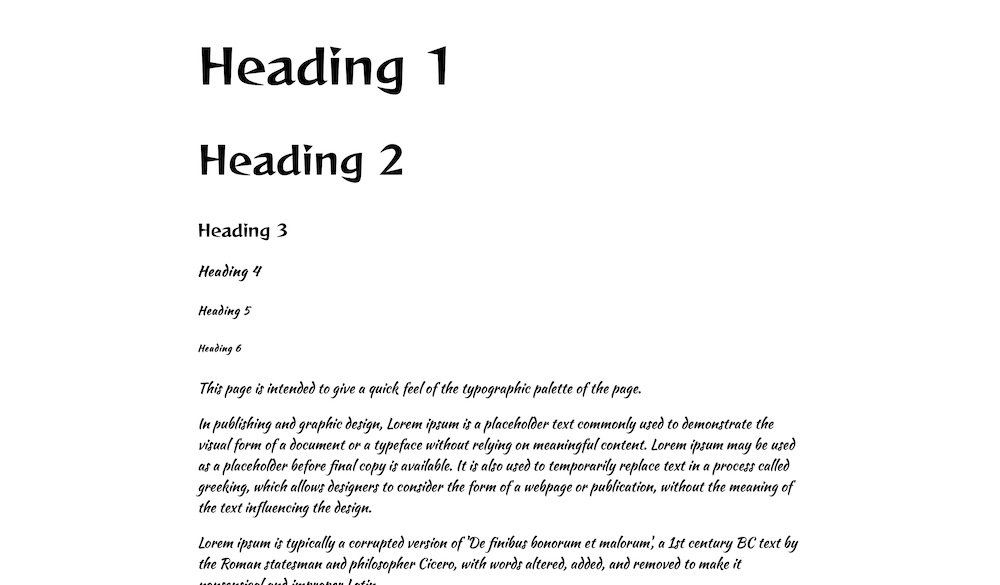 Heading 1
Heading 2
Heading 3
Heading 4
Heading 5
Heading 6
This page is intended to give a quick feel of the typographic palette of the page.
In publishing and graphic design, Lorem ipsum is a placeholder text commonly used to demonstrate the
visual form of a document or a typeface without relying on meaningful content. Lorem ipsum may be used
as a placeholder before final copy is available. It is also used to temporarily replace text in a process called
greeking, which allows designers to consider the form of a webpage or publication, without the meaning of
the text influencing the design.
Lorem ipsum is typically a corrupted version of 'De finibus bonorum et malorum', a 1st century BC text by
the Roman statesman and philosopher Cicero, with words altered, added, and removed to make it
nonsensical and improper Latin.